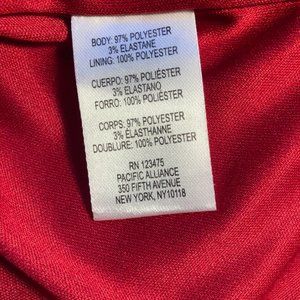 BODY: 97% POLYESTER
3% ELASTANE
LINING: 100% POLYESTER
CUERPO: 97% POLIÉSTER
3% ELASTANO
FORRO: 100% POLIÉSTER
CORPS: 97% POLYESTER
3% ÉLASTHANNE
DOUBLURE: 100% POLYESTER
RN 123475
PACIFIC ALLIANCE
350 FIFTH AVENUE
NEW YORK, NY10118